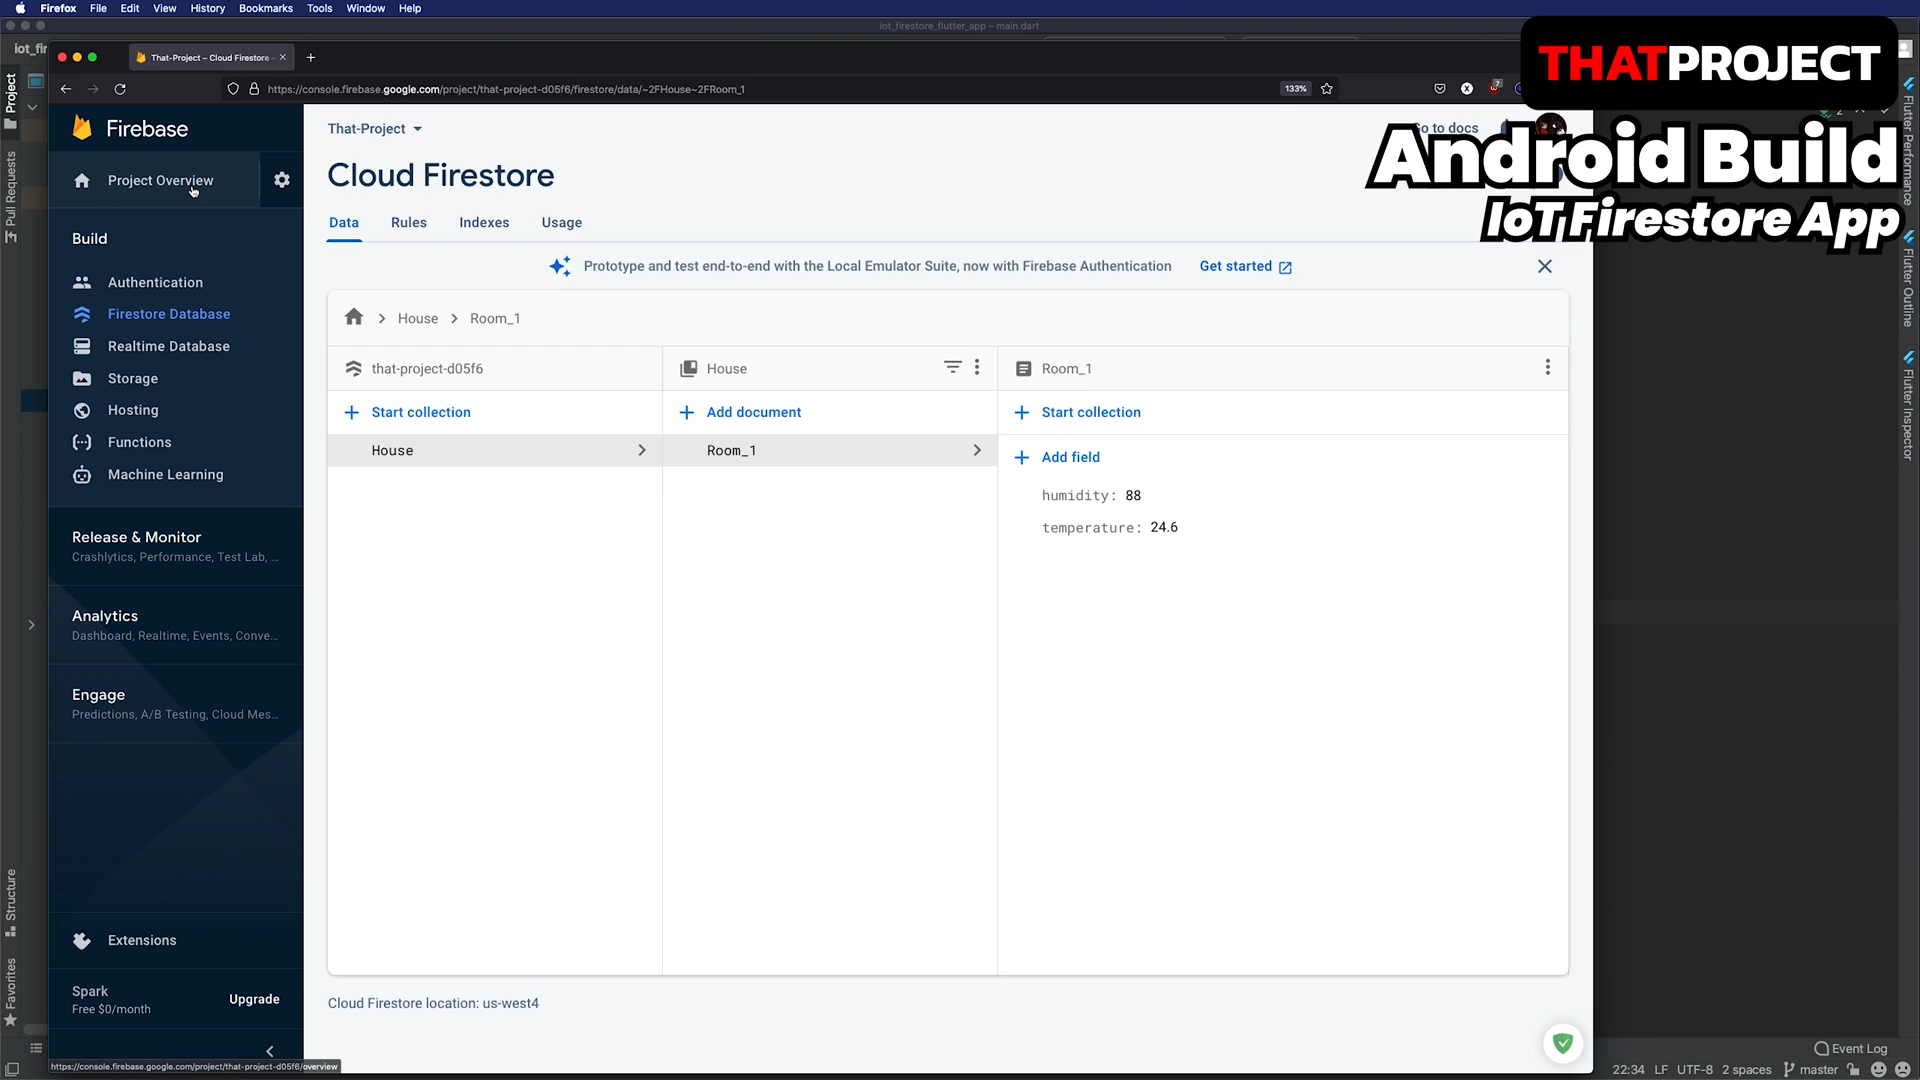 Firefox File Edit View History Bookmarks Tools Window Help
iot_firestore_flutter_app – main.dart
iot_fir
That-Project – Cloud Firestore -
https://console.firebase.google.com/project/that-project-d05f6/firestore/data/~2FHouse~2FRoom_1
133%
THATPROJECT
Android Build
IoT Firestore App
Firebase
That-Project
Go to docs
Project Overview
Cloud Firestore
Data Rules Indexes Usage
Prototype and test end-to-end with the Local Emulator Suite, now with Firebase Authentication Get started
Build
Authentication
Firestore Database
Realtime Database
Storage
Hosting
Functions
Machine Learning
Release & Monitor
Crashlytics, Performance, Test Lab, ...
Analytics
Dashboard, Realtime, Events, Conve...
Engage
Predictions, A/B Testing, Cloud Mes...
Extensions
Spark
Free $0/month
Upgrade
House Room_1
that-project-d05f6 House Room_1
Start collection Add document Start collection
House Room_1
Add field
humidity: 88
temperature: 24.6
Cloud Firestore location: us-west4
https://console.firebase.google.com/project/that-project-d05f6/overview
Project
Pull Requests
Structure
Favorites
Flutter Performance
Flutter Outline
Flutter Inspector
2
7
Event Log
22:34 LF UTF-8 2 spaces master